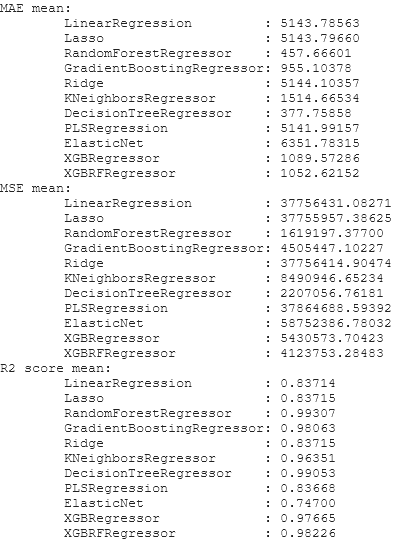 MAE mean:
LinearRegression : 5143.78563
Lasso : 5143.79660
RandomForestRegressor : 457.66601
GradientBoostingRegressor: 955.10378
Ridge : 5144.10357
KNeighborsRegressor : 1514.66534
DecisionTreeRegressor : 377.75858
PLSRegression : 5141.99157
ElasticNet : 6351.78315
XGBRegressor : 1089.57286
XGBRFRegressor : 1052.62152
MSE mean:
LinearRegression : 37756431.08271
Lasso : 37755957.38625
RandomForestRegressor : 1619197.37700
GradientBoostingRegressor: 4505447.10227
Ridge : 37756414.90474
KNeighborsRegressor : 8490946.65234
DecisionTreeRegressor : 2207056.76181
PLSRegression : 37864688.59392
ElasticNet : 58752386.78032
XGBRegressor : 5430573.70423
XGBRFRegressor : 4123753.28483
R2 score mean:
LinearRegression : 0.83714
Lasso : 0.83715
RandomForestRegressor : 0.99307
GradientBoostingRegressor: 0.98063
Ridge : 0.83715
KNeighborsRegressor : 0.96351
DecisionTreeRegressor : 0.99053
PLSRegression : 0.83668
ElasticNet : 0.74700
XGBRegressor : 0.97665
XGBRFRegressor : 0.98226